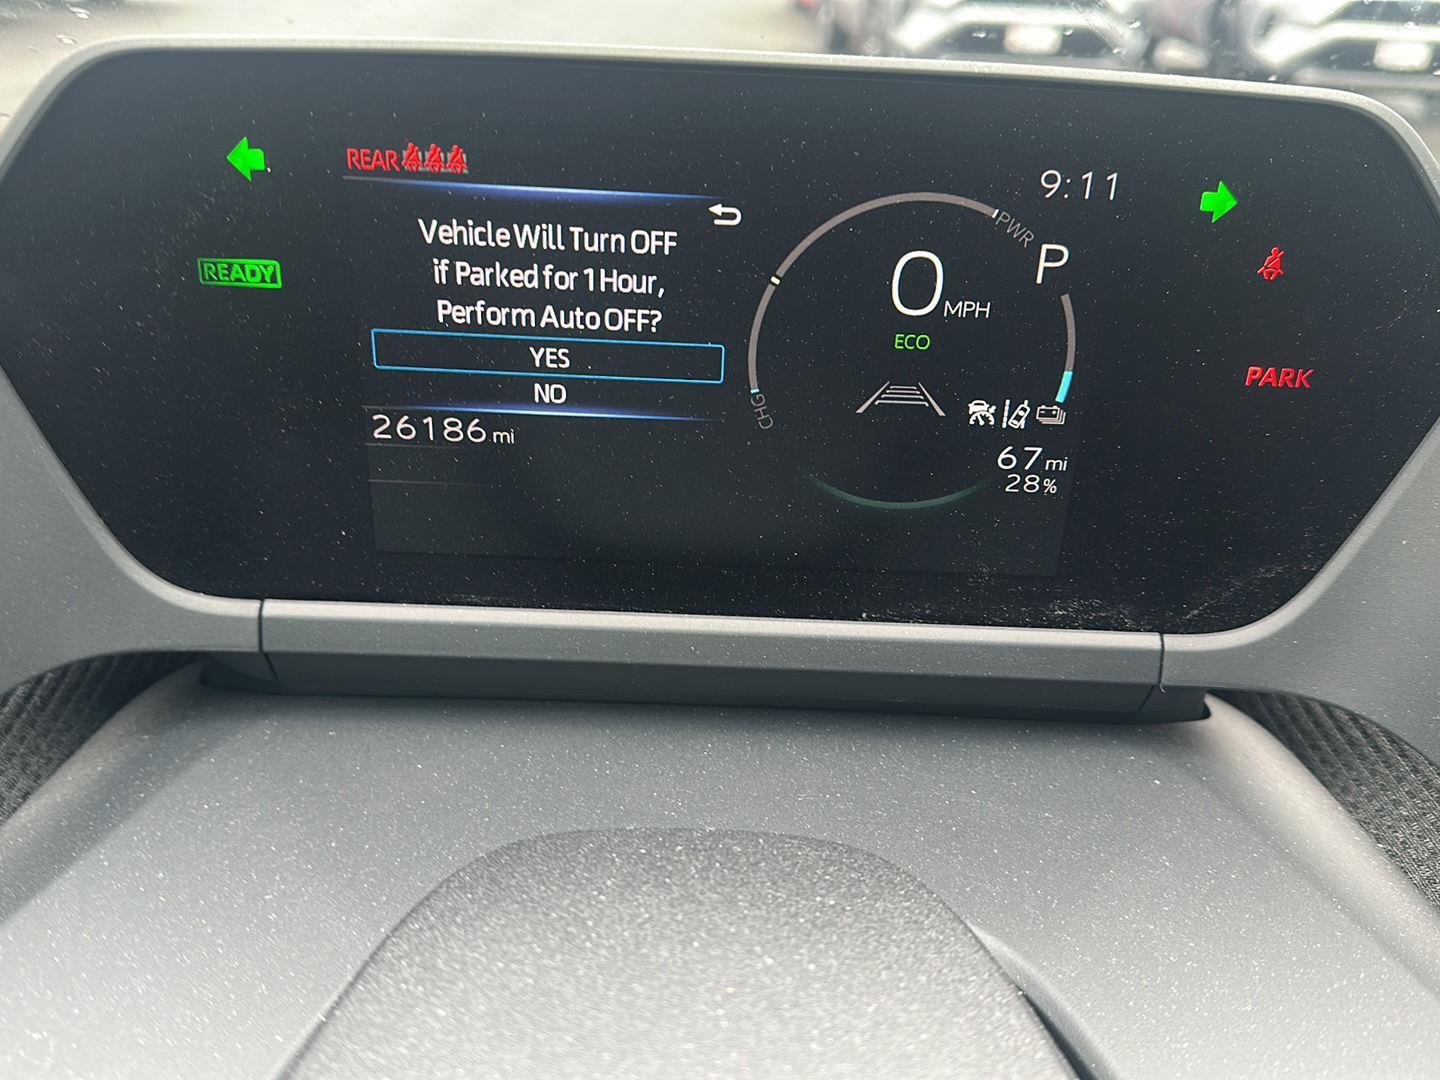 REAR
9:11
Vehicle Will Turn OFF
if Parked for 1 Hour,
Perform Auto OFF?
YES
NO
26186 mi
READY
PWR
P
0 MPH
ECO
CHG
67 mi
28%
PARK